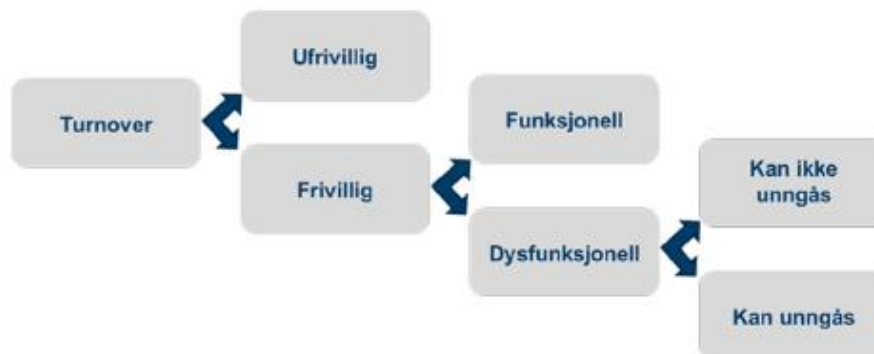 Ufrivillig
Turnover
Funksjonell
Frivillig
Kan ikke
unngås
Dysfunksjonell
Kan unngås